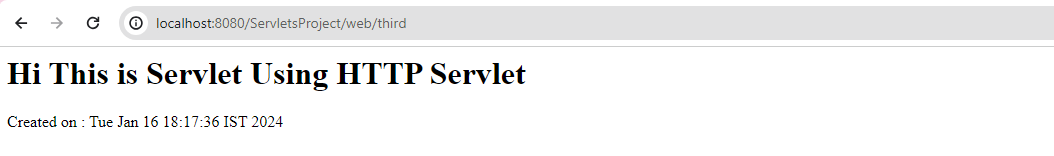 localhost:8080/ServletsProject/web/third
Hi This is Servlet Using HTTP Servlet
Created on : Tue Jan 16 18:17:36 IST 2024